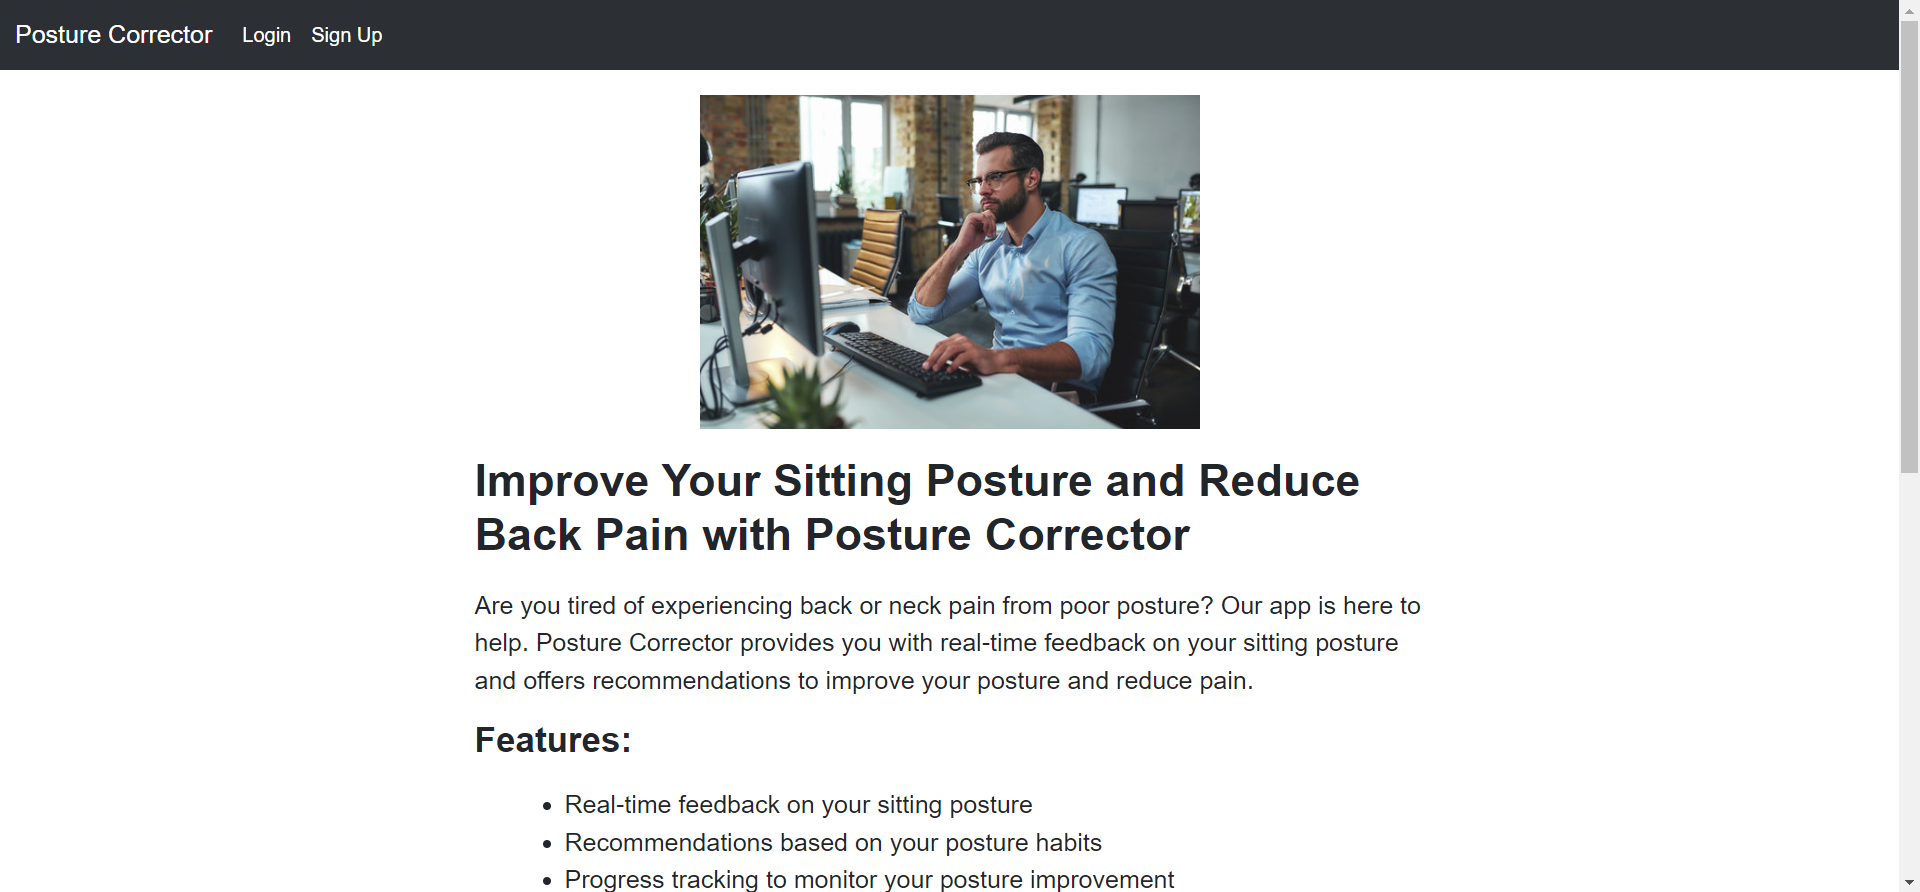 Posture Corrector Login Sign Up
Improve Your Sitting Posture and Reduce
Back Pain with Posture Corrector
Are you tired of experiencing back or neck pain from poor posture? Our app is here to
help. Posture Corrector provides you with real-time feedback on your sitting posture
and offers recommendations to improve your posture and reduce pain.
Features:
• Real-time feedback on your sitting posture
• Recommendations based on your posture habits
• Progress tracking to monitor your posture improvement